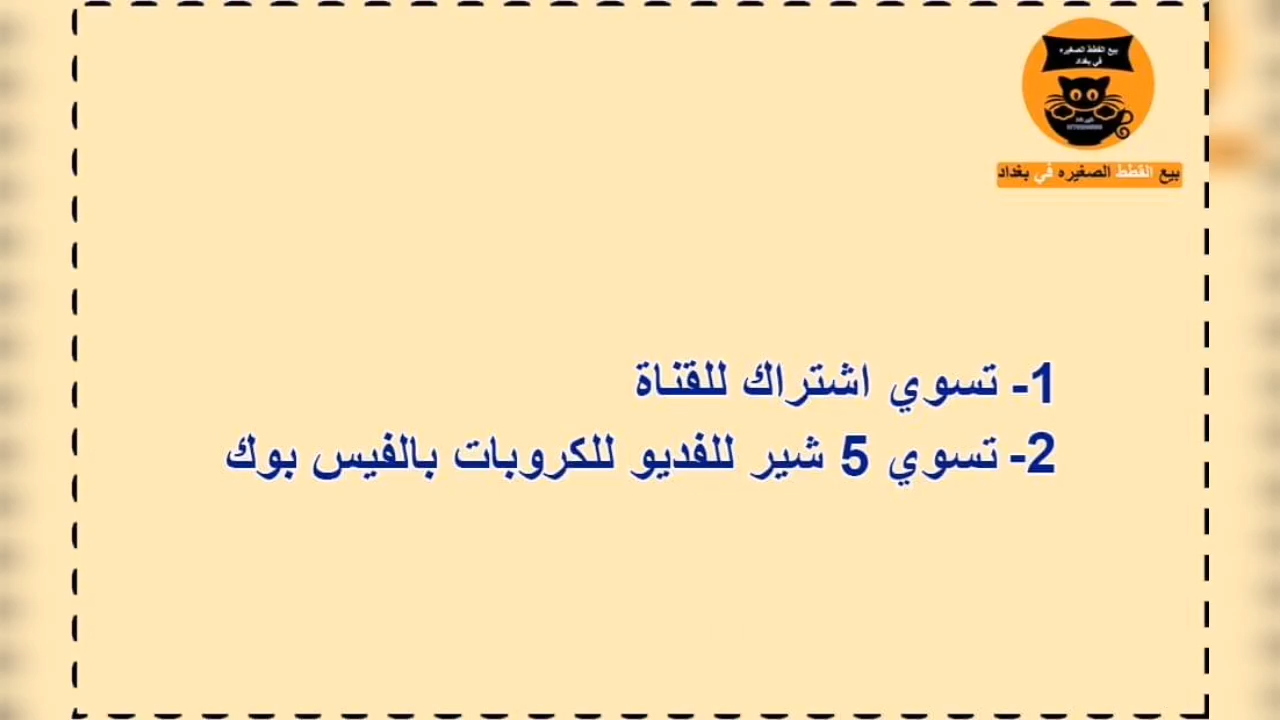 بيع القطط الصغيره
في بغداد
بيع القطط الصغيره في بغداد
1- تسوي اشتراك للقناة
2- تسوي 5 شير للفديو للكروبات بالفيس بوك